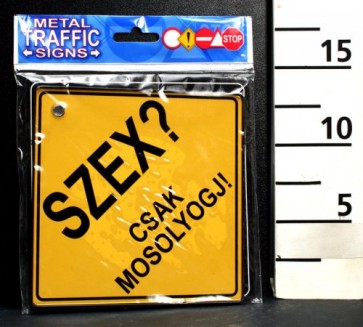 METAL
TRAFFIC
SIGNS
STOP
SZEX?
CSAK
MOSOLYOGJ!
15
10
5